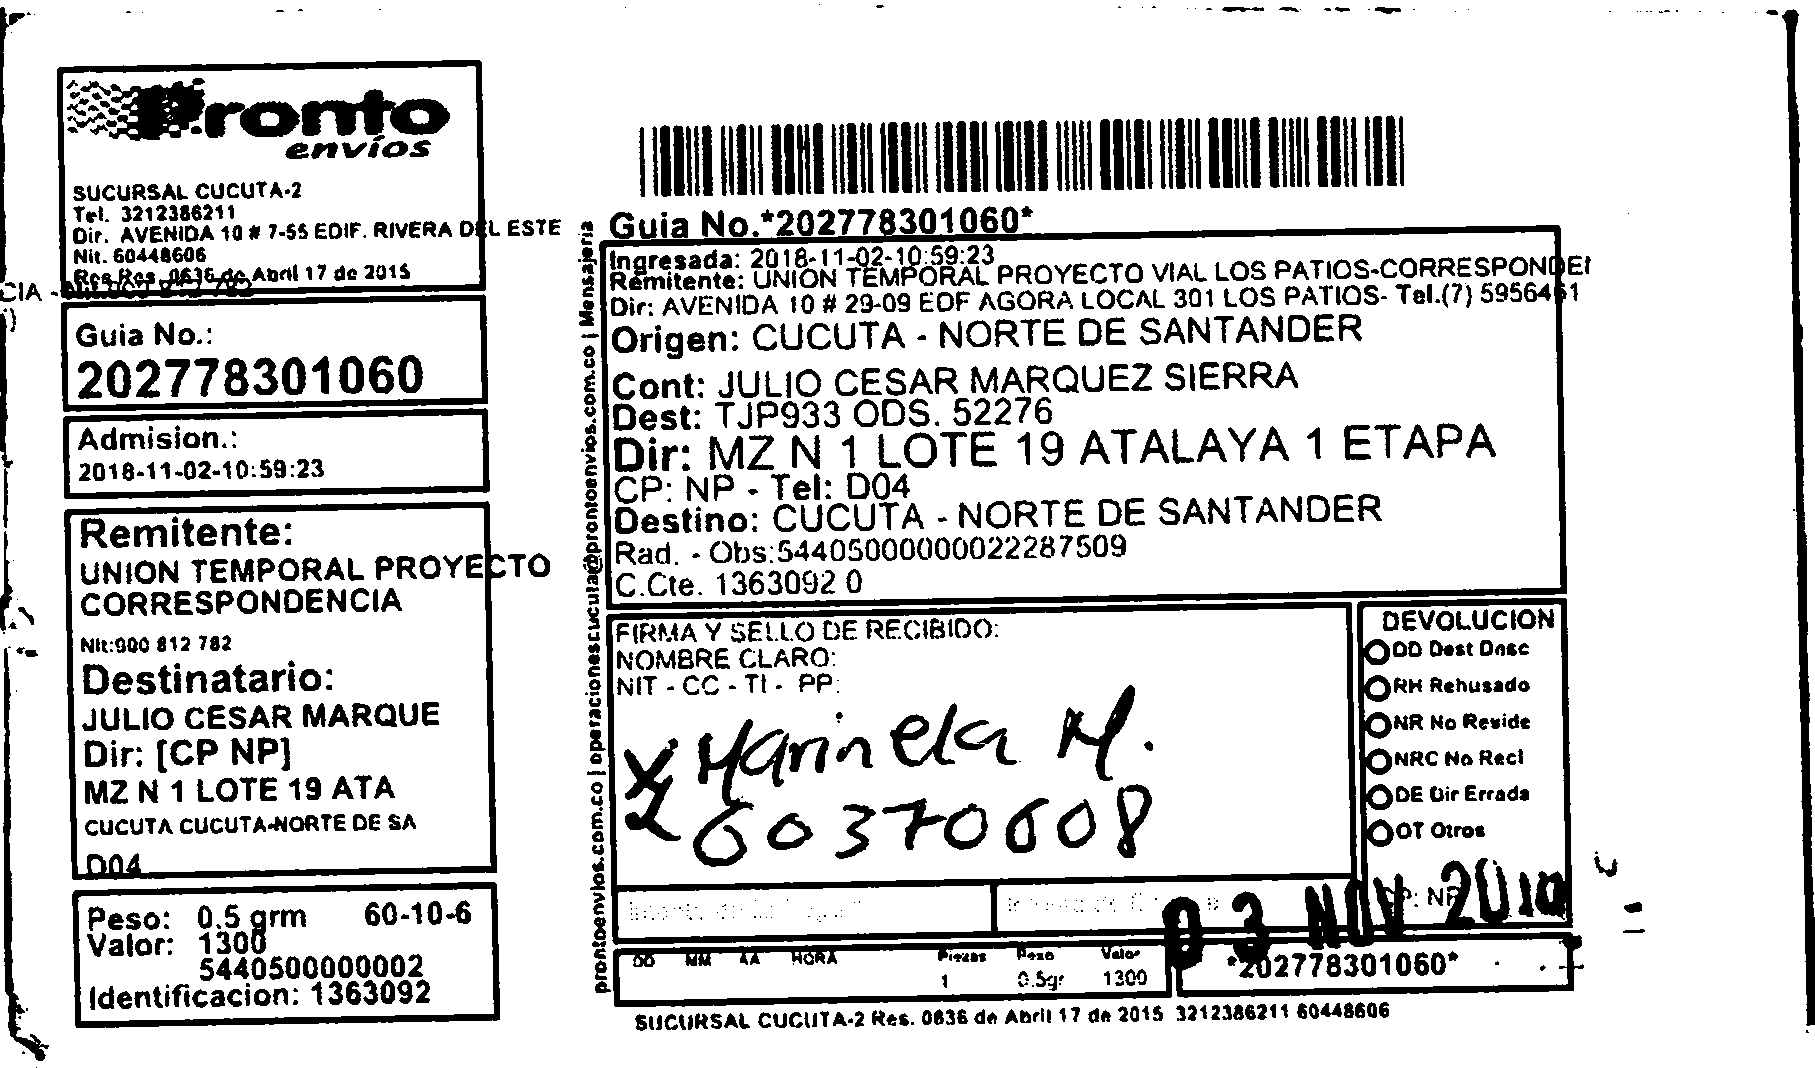 Pronto
envíos
SUCURSAL CUCUTA-2
Tel. 3212386211
Dir. AVENIDA 10 # 7-55 EDIF. RIVERA DEL ESTE
Nit. 60448606
Res Res. 0636 de Abril 17 de 2015
CIA -
Guia No.:
202778301060
Admision.:
2018-11-02-10:59:23
Remitente:
UNION TEMPORAL PROYECTO
CORRESPONDENCIA
Nit:900 812 782
Destinatario:
JULIO CESAR MARQUE
Dir: [CP NP]
MZ N 1 LOTE 19 ATA
CUCUTA CUCUTA-NORTE DE SA
D04
Peso: 0.5 grm 60-10-6
Valor: 1300
5440500000002
Identificacion: 1363092
prontoenvios.com.co | operacionescucuta@prontoenvios.com.co | Mensajeria
Guia No.*202778301060*
Ingresada: 2018-11-02-10:59:23
Remitente: UNION TEMPORAL PROYECTO VIAL LOS PATIOS-CORRESPONDEI
Dir: AVENIDA 10 # 29-09 EDF AGORA LOCAL 301 LOS PATIOS- Tel.(7) 5956461
Origen: CUCUTA - NORTE DE SANTANDER
Cont: JULIO CESAR MARQUEZ SIERRA
Dest: TJP933 ODS. 52276
Dir: MZ N 1 LOTE 19 ATALAYA 1 ETAPA
CP: NP - Tel: D04
Destino: CUCUTA - NORTE DE SANTANDER
Rad. - Obs:54405000000022287509
C.Cte. 1363092 0
FIRMA Y SELLO DE RECIBIDO:
NOMBRE CLARO:
NIT - CC - TI - PP:
Marinela M.
60370608
DEVOLUCION
DD Dest Desc
RH Rehusado
NR No Reside
NRC No Recl
DE Dir Errada
OT Otros
CP: NP
03 NOV 2018
DD MM AA HORA Piezas Peso Valor
1 0.5gr 1300
*202778301060*
SUCURSAL CUCUTA-2 Res. 0636 de Abril 17 de 2015 3212386211 60448606